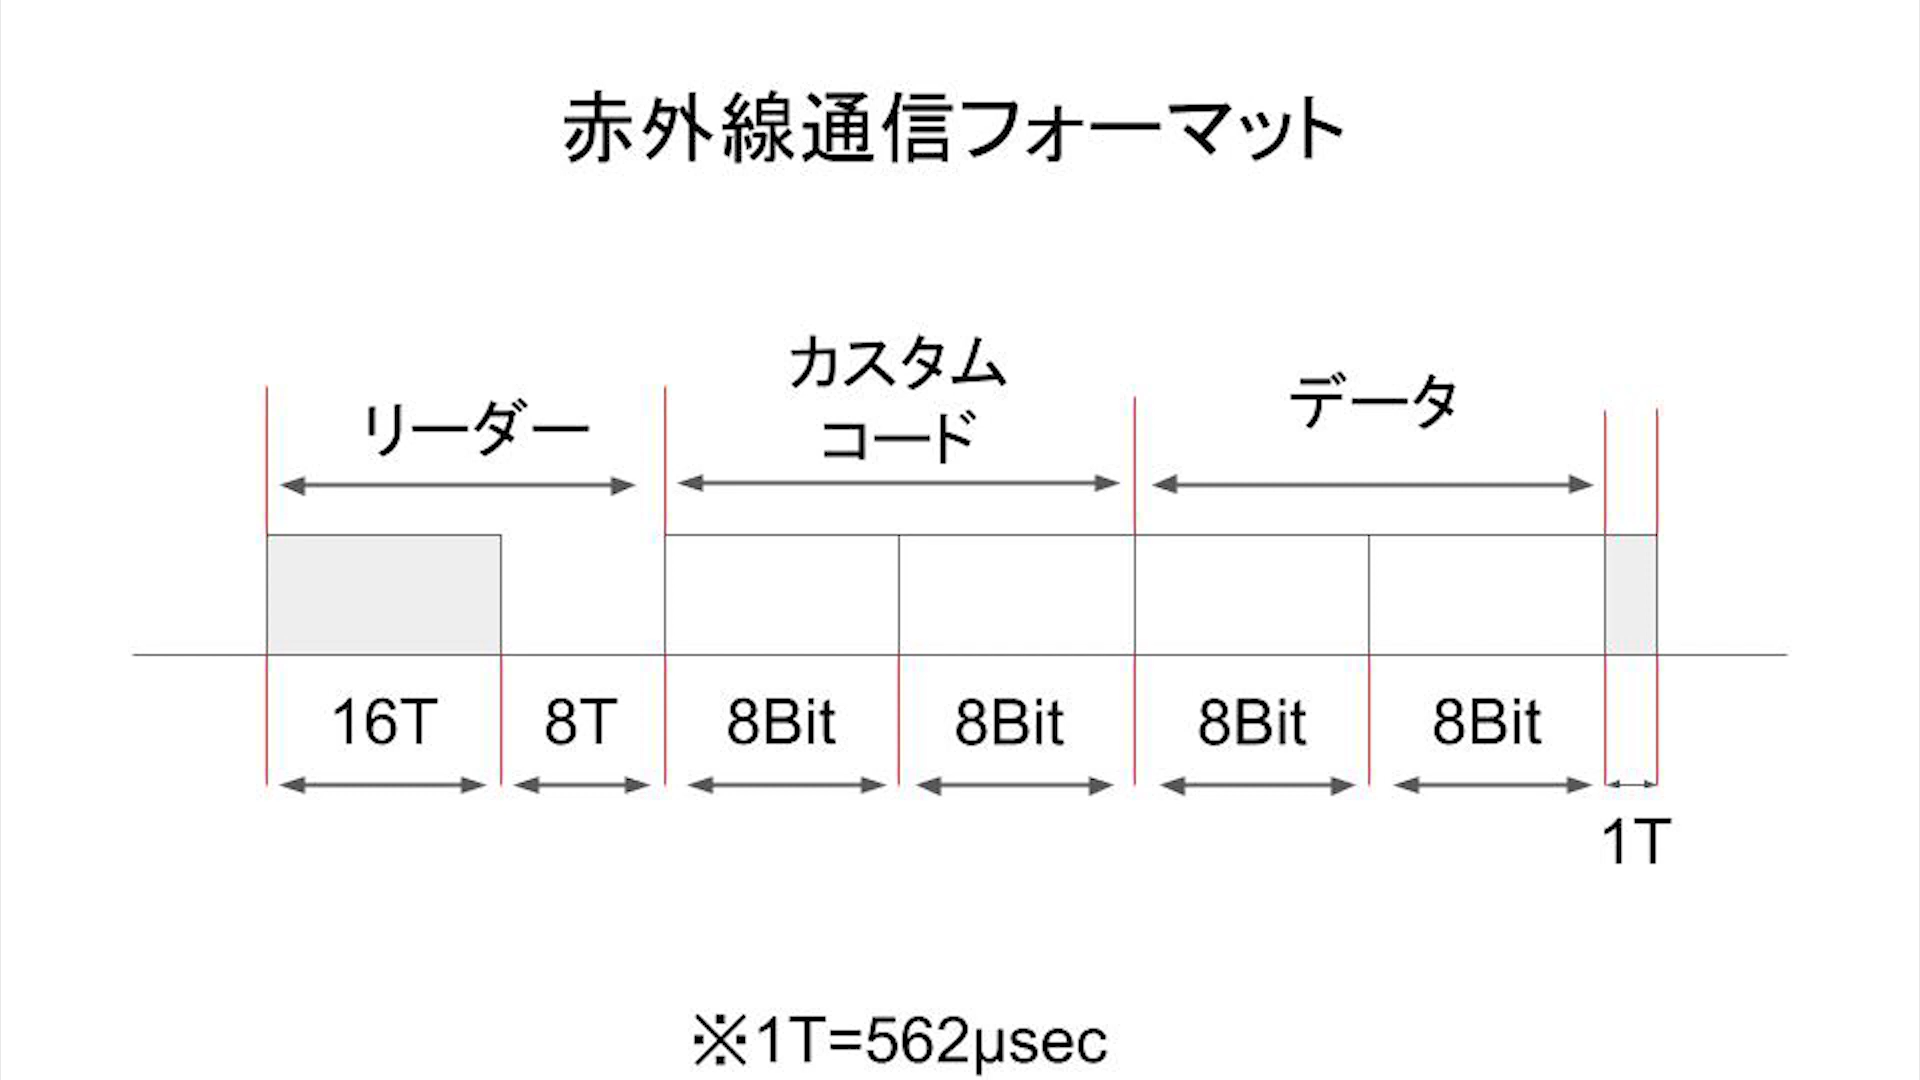 赤外線通信フォーマット
リーダー
カスタム
コード
データ
16T
8T
8Bit
8Bit
8Bit
8Bit
1T
※1T=562μsec